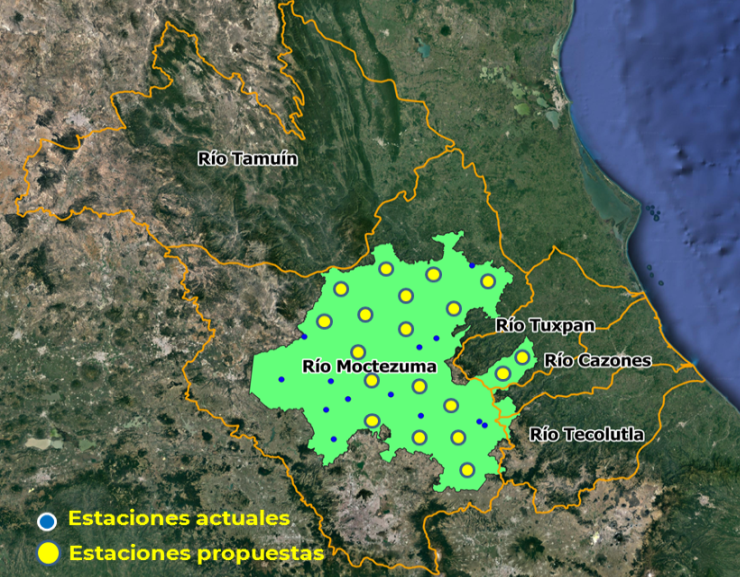 Río Tamuín
Río Tuxpan
Río Moctezuma
Río Cazones
Río Tecolutla
Estaciones actuales
Estaciones propuestas